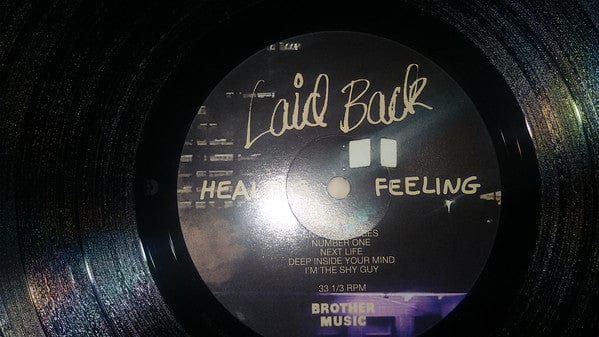 Laid Back
FEELING
NUMBER ONE
NEXT LIFE
DEEP INSIDE YOUR MIND
I'M THE SHY GUY
33 1/3 RPM
BROTHER
MUSIC